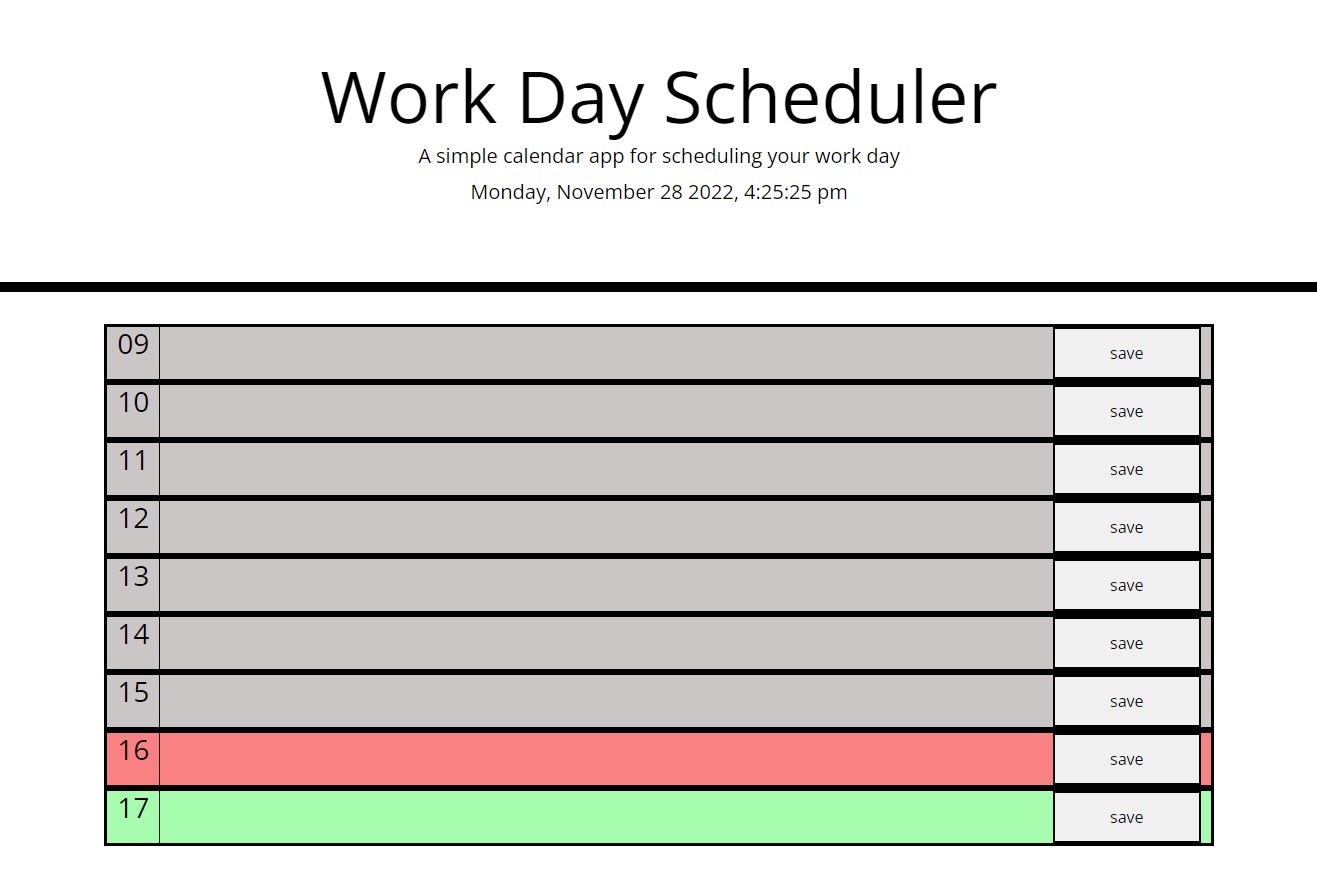 Work Day Scheduler
A simple calendar app for scheduling your work day
Monday, November 28 2022, 4:25:25 pm
09 save
10 save
11 save
12 save
13 save
14 save
15 save
16 save
17 save